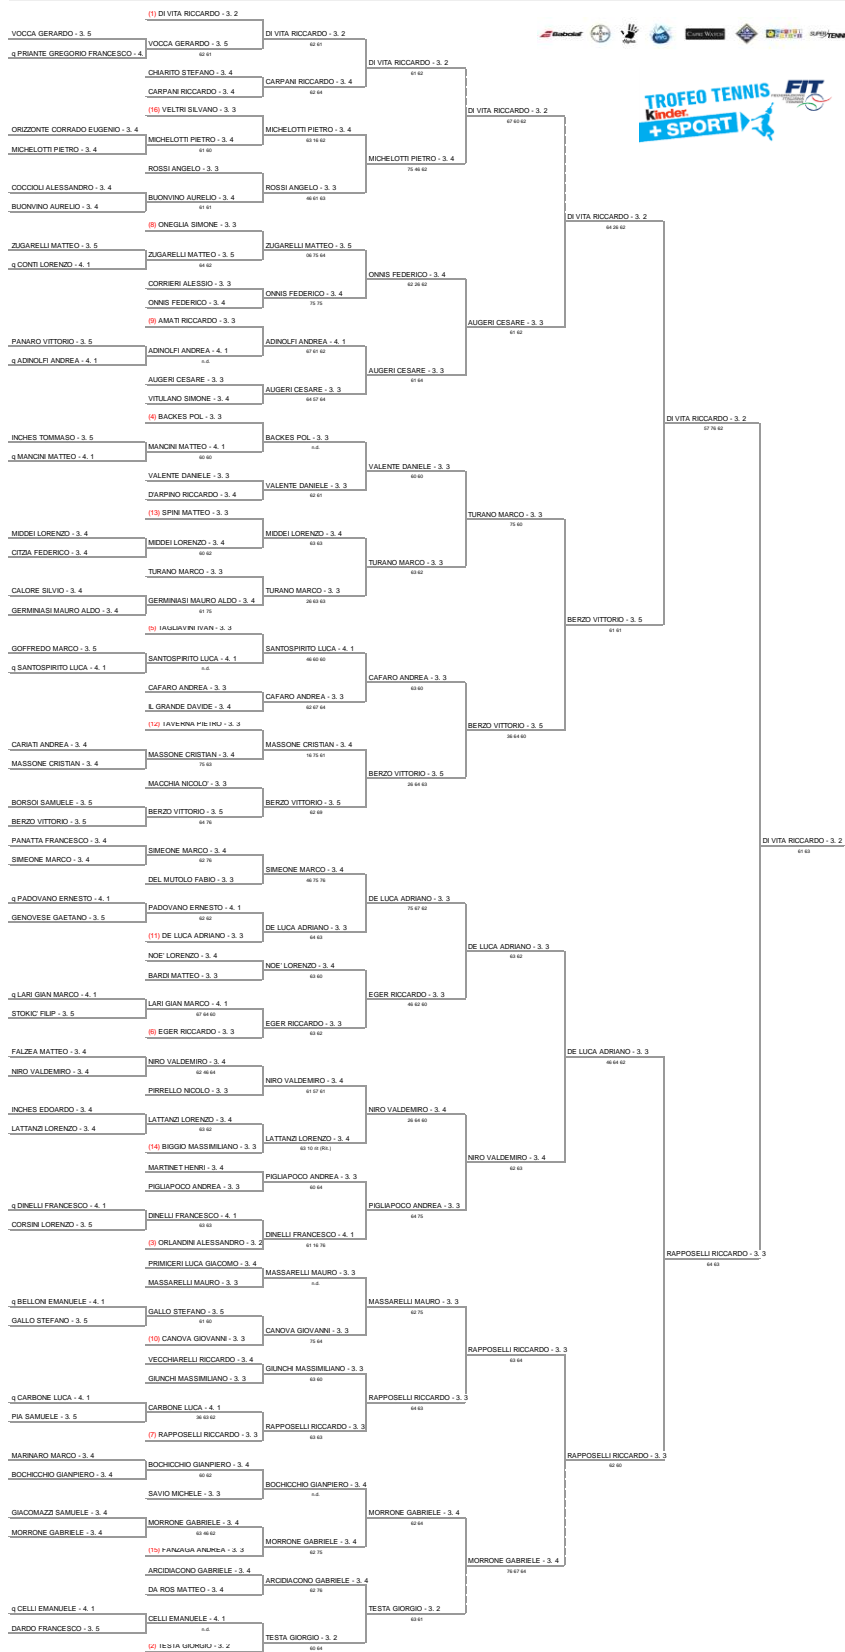 (1) DI VITA RICCARDO - 3. 2
VOCCA GERARDO - 3. 5
q PRIANTE GREGORIO FRANCESCO - 4.
VOCCA GERARDO - 3. 5
62 61
DI VITA RICCARDO - 3. 2
62 61
CHIARITO STEFANO - 3. 4
CARPANI RICCARDO - 3. 4
CARPANI RICCARDO - 3. 4
62 64
DI VITA RICCARDO - 3. 2
61 62
(16) VELTRI SILVANO - 3. 3
ORIZZONTE CORRADO EUGENIO - 3. 4
MICHELOTTI PIETRO - 3. 4
MICHELOTTI PIETRO - 3. 4
61 60
MICHELOTTI PIETRO - 3. 4
63 16 62
ROSSI ANGELO - 3. 3
COCCIOLI ALESSANDRO - 3. 4
BUONVINO AURELIO - 3. 4
BUONVINO AURELIO - 3. 4
61 61
ROSSI ANGELO - 3. 3
46 61 63
MICHELOTTI PIETRO - 3. 4
75 46 62
DI VITA RICCARDO - 3. 2
67 60 62
(8) ONEGLIA SIMONE - 3. 3
ZUGARELLI MATTEO - 3. 5
q CONTI LORENZO - 4. 1
ZUGARELLI MATTEO - 3. 5
64 62
ZUGARELLI MATTEO - 3. 5
06 75 64
CORRIERI ALESSIO - 3. 3
ONNIS FEDERICO - 3. 4
ONNIS FEDERICO - 3. 4
75 75
ONNIS FEDERICO - 3. 4
62 26 62
(9) AMATI RICCARDO - 3. 3
PANARO VITTORIO - 3. 5
q ADINOLFI ANDREA - 4. 1
ADINOLFI ANDREA - 4. 1
n.d.
ADINOLFI ANDREA - 4. 1
67 61 62
AUGERI CESARE - 3. 3
VITULANO SIMONE - 3. 4
AUGERI CESARE - 3. 3
64 57 64
AUGERI CESARE - 3. 3
61 64
AUGERI CESARE - 3. 3
61 62
DI VITA RICCARDO - 3. 2
64 26 62
(4) BACKES POL - 3. 3
INCHES TOMMASO - 3. 5
q MANCINI MATTEO - 4. 1
MANCINI MATTEO - 4. 1
60 60
BACKES POL - 3. 3
n.d.
VALENTE DANIELE - 3. 3
D'ARPINO RICCARDO - 3. 4
VALENTE DANIELE - 3. 3
62 61
VALENTE DANIELE - 3. 3
60 60
(13) SPINI MATTEO - 3. 3
MIDDEI LORENZO - 3. 4
CITZIA FEDERICO - 3. 4
MIDDEI LORENZO - 3. 4
60 62
MIDDEI LORENZO - 3. 4
63 63
TURANO MARCO - 3. 3
CALORE SILVIO - 3. 4
GERMINIASI MAURO ALDO - 3. 4
GERMINIASI MAURO ALDO - 3. 4
61 75
TURANO MARCO - 3. 3
26 63 63
TURANO MARCO - 3. 3
63 62
TURANO MARCO - 3. 3
75 60
(5) TAGLIAVINI IVAN - 3. 3
GOFFREDO MARCO - 3. 5
q SANTOSPIRITO LUCA - 4. 1
SANTOSPIRITO LUCA - 4. 1
n.d.
SANTOSPIRITO LUCA - 4. 1
46 60 60
CAFARO ANDREA - 3. 3
IL GRANDE DAVIDE - 3. 4
CAFARO ANDREA - 3. 3
62 67 64
CAFARO ANDREA - 3. 3
63 60
(12) TAVERNA PIETRO - 3. 3
CARIATI ANDREA - 3. 4
MASSONE CRISTIAN - 3. 4
MASSONE CRISTIAN - 3. 4
75 63
MASSONE CRISTIAN - 3. 4
16 75 61
MACCHIA NICOLO' - 3. 3
BORSOI SAMUELE - 3. 5
BERZO VITTORIO - 3. 5
BERZO VITTORIO - 3. 5
64 76
BERZO VITTORIO - 3. 5
BERZO VITTORIO - 3. 5
26 64 63
BERZO VITTORIO - 3. 5
36 64 60
BERZO VITTORIO - 3. 5
61 61
DI VITA RICCARDO - 3. 2
57 76 62
PANATTA FRANCESCO - 3. 4
SIMEONE MARCO - 3. 4
SIMEONE MARCO - 3. 4
62 76
DEL MUTOLO FABIO - 3. 3
SIMEONE MARCO - 3. 4
46 75 76
q PADOVANO ERNESTO - 4. 1
GENOVESE GAETANO - 3. 5
PADOVANO ERNESTO - 4. 1
62 62
(11) DE LUCA ADRIANO - 3. 3
DE LUCA ADRIANO - 3. 3
64 63
DE LUCA ADRIANO - 3. 3
75 67 62
NOE' LORENZO - 3. 4
BARDI MATTEO - 3. 3
NOE' LORENZO - 3. 4
63 60
q LARI GIAN MARCO - 4. 1
STOKIC' FILIP - 3. 5
LARI GIAN MARCO - 4. 1
67 64 60
(6) EGER RICCARDO - 3. 3
EGER RICCARDO - 3. 3
63 62
EGER RICCARDO - 3. 3
46 62 60
DE LUCA ADRIANO - 3. 3
63 62
FALZEA MATTEO - 3. 4
NIRO VALDEMIRO - 3. 4
NIRO VALDEMIRO - 3. 4
62 46 64
PIRRELLO NICOLO - 3. 3
NIRO VALDEMIRO - 3. 4
61 57 61
INCHES EDOARDO - 3. 4
LATTANZI LORENZO - 3. 4
LATTANZI LORENZO - 3. 4
63 62
(14) BIGGIO MASSIMILIANO - 3. 3
LATTANZI LORENZO - 3. 4
63 10 nt (Rit.)
NIRO VALDEMIRO - 3. 4
26 64 60
MARTINET HENRI - 3. 4
PIGLIAPOCO ANDREA - 3. 3
PIGLIAPOCO ANDREA - 3. 3
60 64
q DINELLI FRANCESCO - 4. 1
CORSINI LORENZO - 3. 5
DINELLI FRANCESCO - 4. 1
63 63
(3) ORLANDINI ALESSANDRO - 3. 2
DINELLI FRANCESCO - 4. 1
61 16 76
PIGLIAPOCO ANDREA - 3. 3
64 75
NIRO VALDEMIRO - 3. 4
62 63
DE LUCA ADRIANO - 3. 3
46 64 62
PRIMICERI LUCA GIACOMO - 3. 4
MASSARELLI MAURO - 3. 3
MASSARELLI MAURO - 3. 3
n.d.
q BELLONI EMANUELE - 4. 1
GALLO STEFANO - 3. 5
GALLO STEFANO - 3. 5
61 60
(10) CANOVA GIOVANNI - 3. 3
CANOVA GIOVANNI - 3. 3
75 64
MASSARELLI MAURO - 3. 3
62 75
VECCHIARELLI RICCARDO - 3. 4
GIUNCHI MASSIMILIANO - 3. 3
GIUNCHI MASSIMILIANO - 3. 3
63 60
q CARBONE LUCA - 4. 1
PIA SAMUELE - 3. 5
CARBONE LUCA - 4. 1
36 63 62
(7) RAPPOSELLI RICCARDO - 3. 3
RAPPOSELLI RICCARDO - 3. 3
63 63
RAPPOSELLI RICCARDO - 3. 3
64 63
RAPPOSELLI RICCARDO - 3. 3
63 64
MARINARO MARCO - 3. 4
BOCHICCHIO GIANPIERO - 3. 4
BOCHICCHIO GIANPIERO - 3. 4
60 62
SAVIO MICHELE - 3. 3
BOCHICCHIO GIANPIERO - 3. 4
n.d.
GIACOMAZZI SAMUELE - 3. 4
MORRONE GABRIELE - 3. 4
MORRONE GABRIELE - 3. 4
63 46 62
(15) FANZAGA ANDREA - 3. 3
MORRONE GABRIELE - 3. 4
62 75
MORRONE GABRIELE - 3. 4
62 64
ARCIDIACONO GABRIELE - 3. 4
DA ROS MATTEO - 3. 4
ARCIDIACONO GABRIELE - 3. 4
62 76
q CELLI EMANUELE - 4. 1
DARDO FRANCESCO - 3. 5
CELLI EMANUELE - 4. 1
n.d.
(2) TESTA GIORGIO - 3. 2
TESTA GIORGIO - 3. 2
60 64
TESTA GIORGIO - 3. 2
63 61
MORRONE GABRIELE - 3. 4
76 67 64
RAPPOSELLI RICCARDO - 3. 3
62 60
RAPPOSELLI RICCARDO - 3. 3
64 63
DI VITA RICCARDO - 3. 2
61 63
Babolat
CAPRI WATCH
TROFEO TENNIS
kinder
+ SPORT
FIT